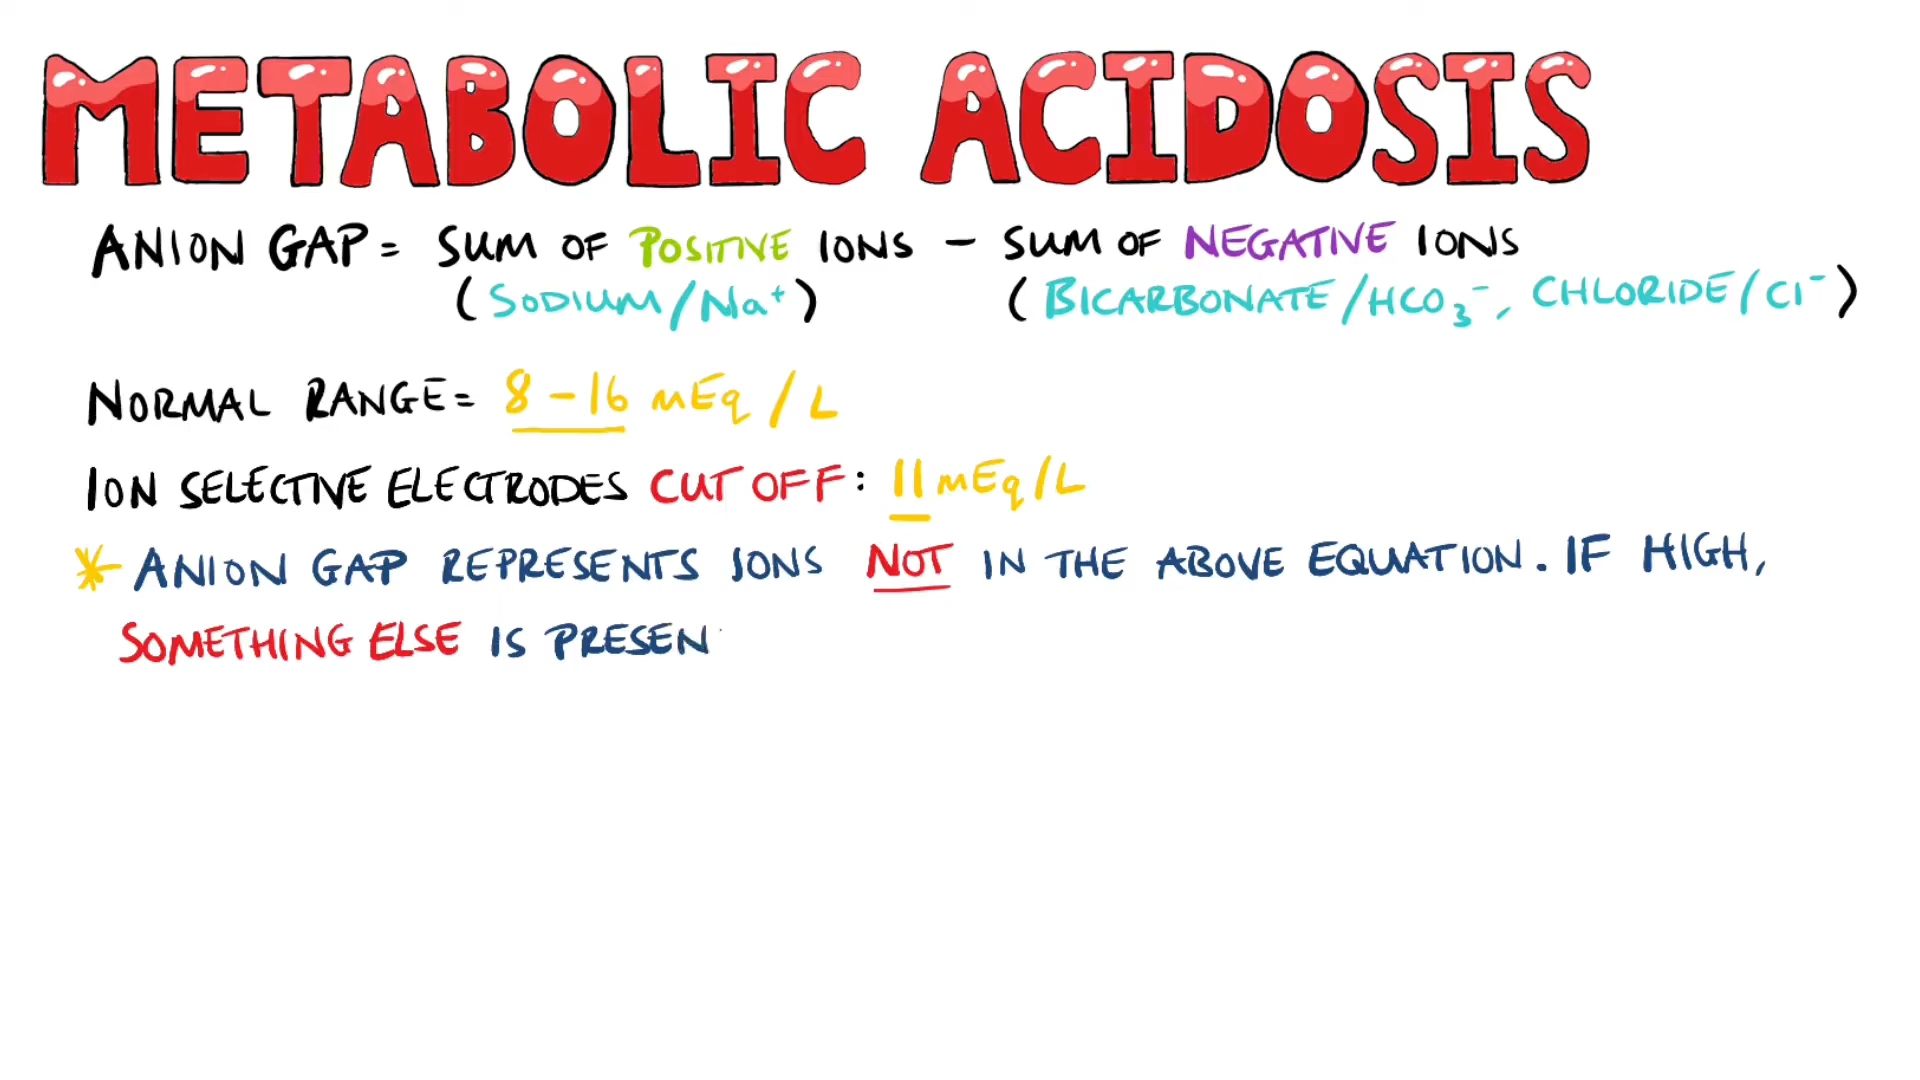 METABOLIC ACIDOSIS
ANION GAP = SUM OF POSITIVE IONS – SUM OF NEGATIVE IONS
(SODIUM/Na⁺) (BICARBONATE/HCO₃⁻, CHLORIDE/Cl⁻)
NORMAL RANGE = 8 – 16 mEq / L
ION SELECTIVE ELECTRODES CUT OFF: 11 mEq/L
* ANION GAP REPRESENTS IONS NOT IN THE ABOVE EQUATION. IF HIGH,
SOMETHING ELSE IS PRESEN